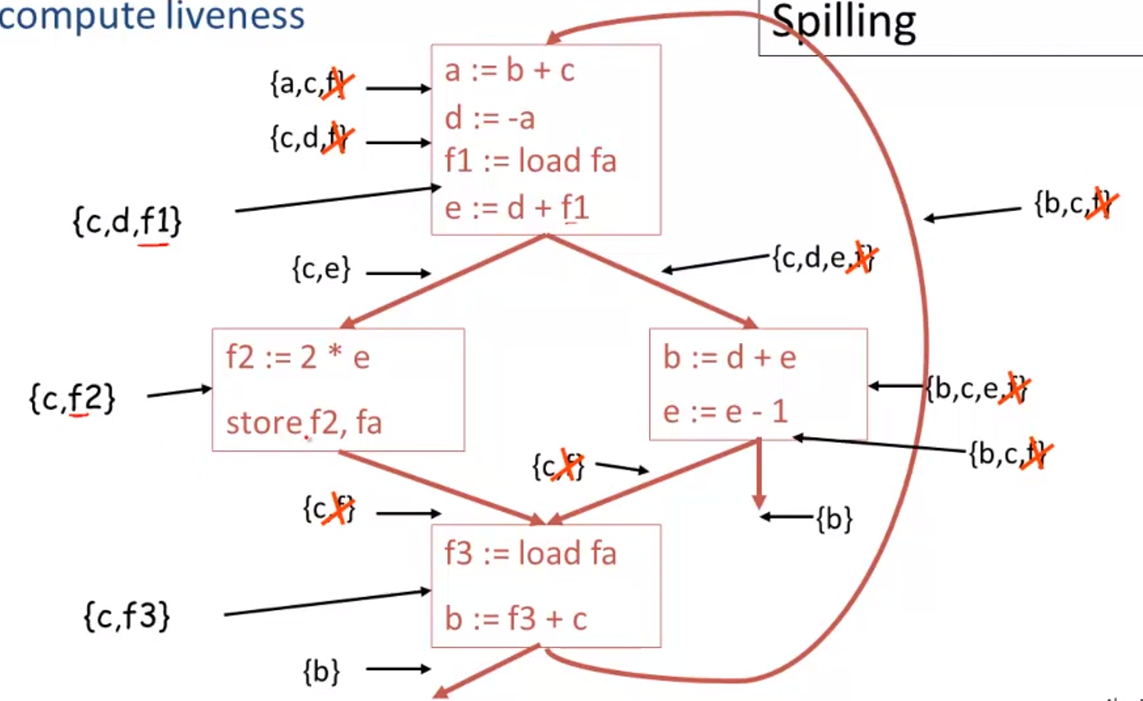 compute liveness
Spilling
{a,c,f}
a := b + c
{c,d,f}
d := -a
f1 := load fa
{c,d,f1}
e := d + f1
{b,c,f}
{c,e}
{c,d,e,f}
f2 := 2 * e
b := d + e
{c,f2}
{b,c,e,f}
store f2, fa
e := e - 1
{b,c,f}
{c,f}
{c,f}
{b}
f3 := load fa
{c,f3}
b := f3 + c
{b}